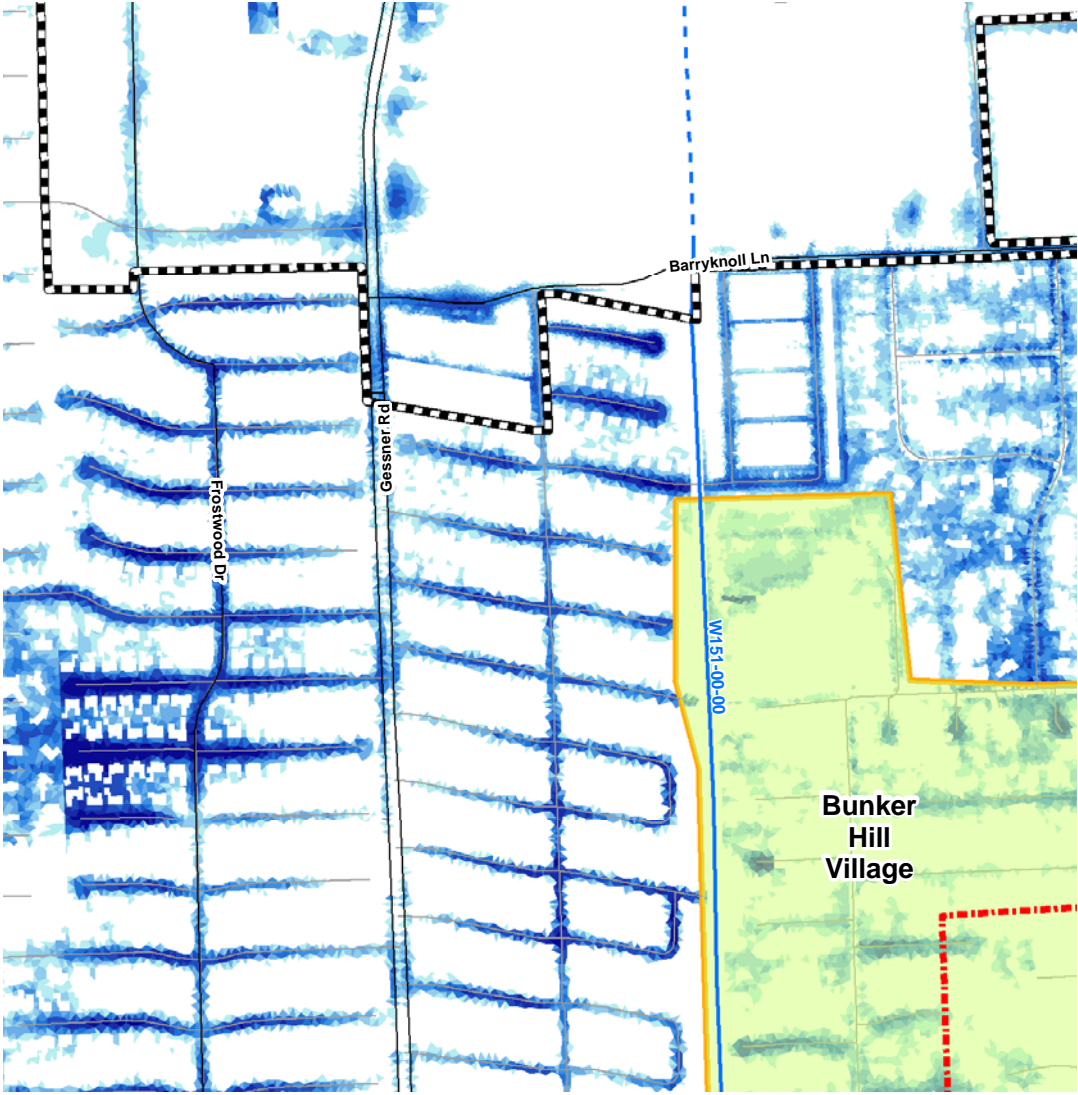 Barryknoll Ln
Gessner Rd
Frostwood Dr
W151-00-00
Bunker
Hill
Village